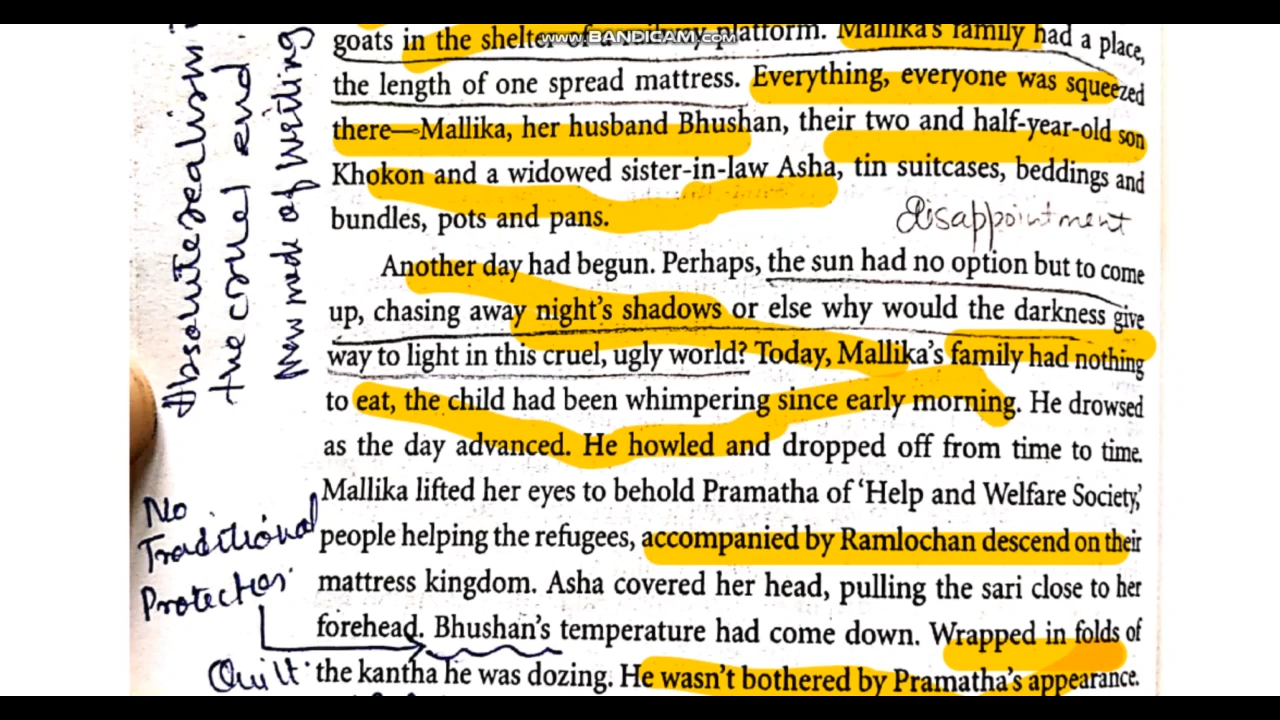 www.BANDICAM.com
goats in the shelter of a railway platform. Mallika's family had a place,
the length of one spread mattress. Everything, everyone was squeezed
there—Mallika, her husband Bhushan, their two and half-year-old son
Khokon and a widowed sister-in-law Asha, tin suitcases, beddings and
bundles, pots and pans.
disappointment
Another day had begun. Perhaps, the sun had no option but to come
up, chasing away night's shadows or else why would the darkness give
way to light in this cruel, ugly world? Today, Mallika's family had nothing
to eat, the child had been whimpering since early morning. He drowsed
as the day advanced. He howled and dropped off from time to time.
Mallika lifted her eyes to behold Pramatha of 'Help and Welfare Society,'
people helping the refugees, accompanied by Ramlochan descend on their
mattress kingdom. Asha covered her head, pulling the sari close to her
forehead. Bhushan's temperature had come down. Wrapped in folds of
the kantha he was dozing. He wasn't bothered by Pramatha's appearance.
Absolute realism
the cruel end.
New mode of writing
No
Traditional
Protection
Quilt